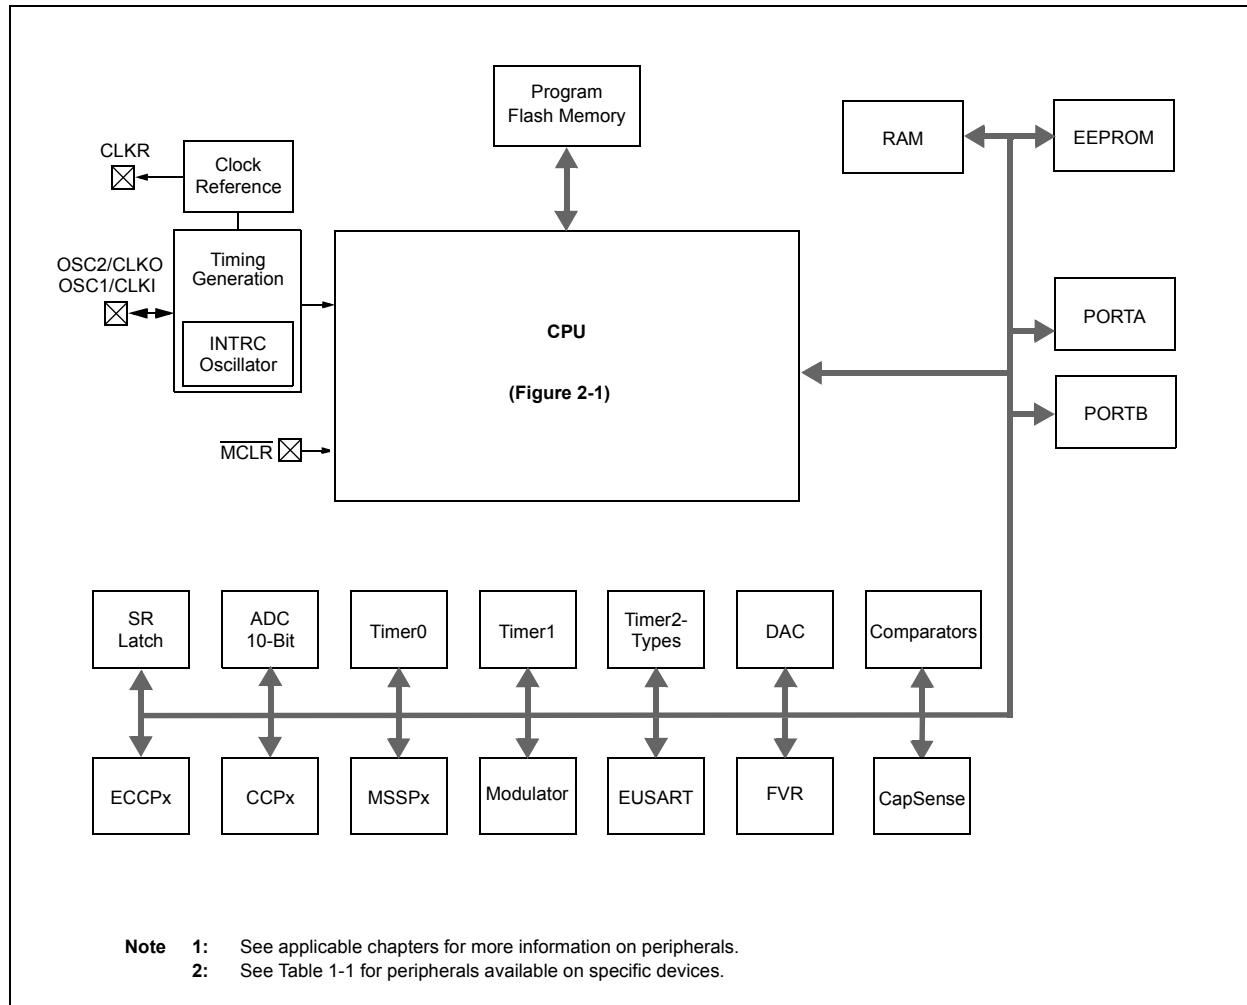 Program
Flash Memory
RAM
EEPROM
CLKR
Clock
Reference
OSC2/CLKO
OSC1/CLKI
Timing
Generation
INTRC
Oscillator
MCLR
CPU
(Figure 2-1)
PORTA
PORTB
SR
Latch
ADC
10-Bit
Timer0
Timer1
Timer2-
Types
DAC
Comparators
ECCPx
CCPx
MSSPx
Modulator
EUSART
FVR
CapSense
Note 1: See applicable chapters for more information on peripherals.
2: See Table 1-1 for peripherals available on specific devices.